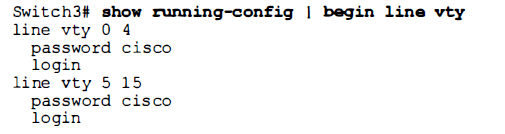 Switch3# show running-config | begin line vty
line vty 0 4
password cisco
login
line vty 5 15
password cisco
login